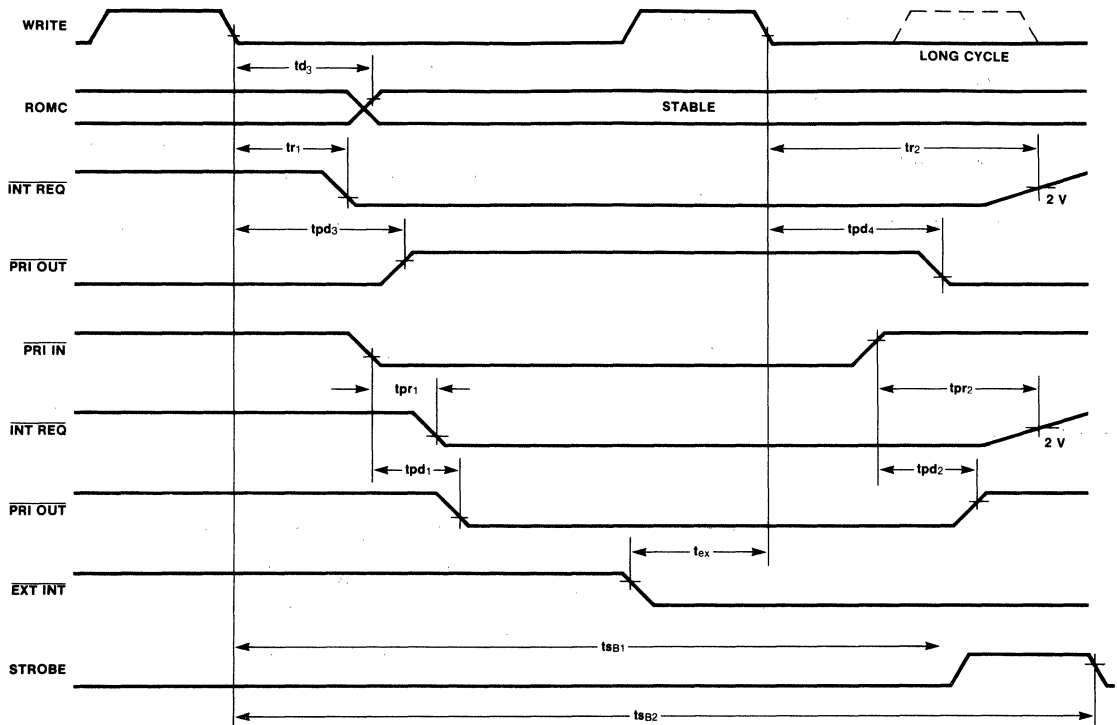 WRITE
LONG CYCLE
td3
ROMC
STABLE
tr1
tr2
INT REQ
2 V
tpd3
tpd4
PRI OUT
PRI IN
tpr1
tpr2
INT REQ
2 V
tpd1
tpd2
PRI OUT
tex
EXT INT
tsB1
STROBE
tsB2